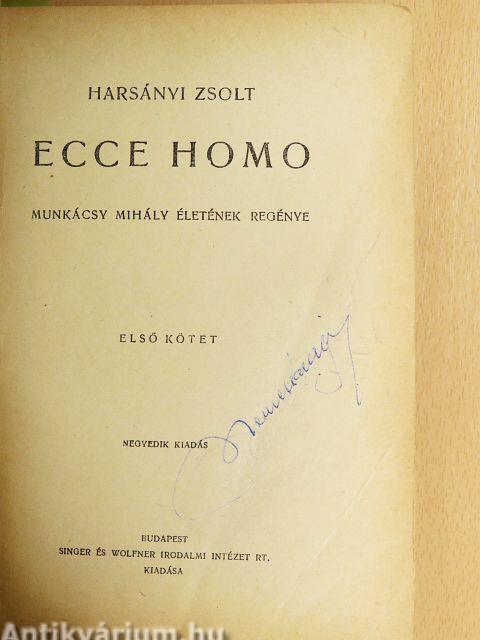 HARSÁNYI ZSOLT
ECCE HOMO
MUNKÁCSY MIHÁLY ÉLETÉNEK REGÉNYE
ELSŐ KÖTET
NEGYEDIK KIADÁS
BUDAPEST
SINGER ÉS WOLFNER IRODALMI INTÉZET RT.
KIADÁSA
Antikvárium.hu